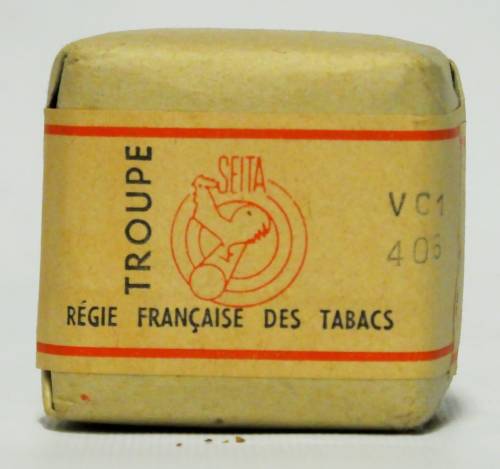 TROUPE
SEITA
VC1
406
RÉGIE FRANÇAISE DES TABACS